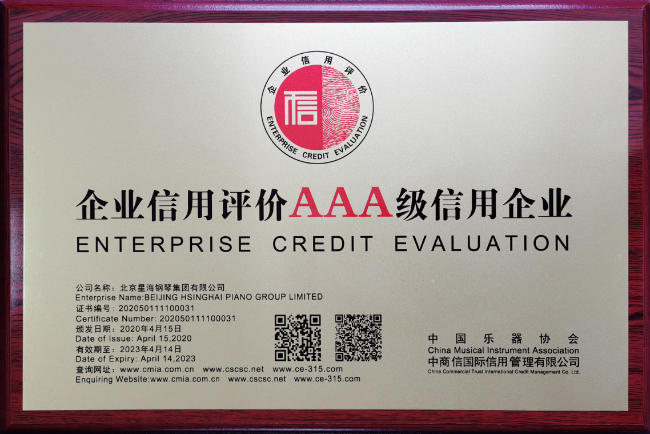 企业信用评价
信
ENTERPRISE CREDIT EVALUATION
企业信用评价AAA级信用企业
ENTERPRISE CREDIT EVALUATION
公司名称：北京星海钢琴集团有限公司
Enterprise Name:BEIJING HSINGHAI PIANO GROUP LIMITED
证书编号：202050111100031
Certificate Number: 202050111100031
颁发日期：2020年4月15日
Date of Issue: April 15,2020
有效期至：2023年4月14日
Date of Expiry: April 14,2023
查询网址：www.cmia.com.cn www.cscsc.net www.ce-315.com
Enquiring Website:www.cmia.com.cn www.cscsc.net www.ce-315.com
中国乐器协会
China Musical Instrument Association
中商信国际信用管理有限公司
China Commercial Trust International Credit Management Co. Ltd.